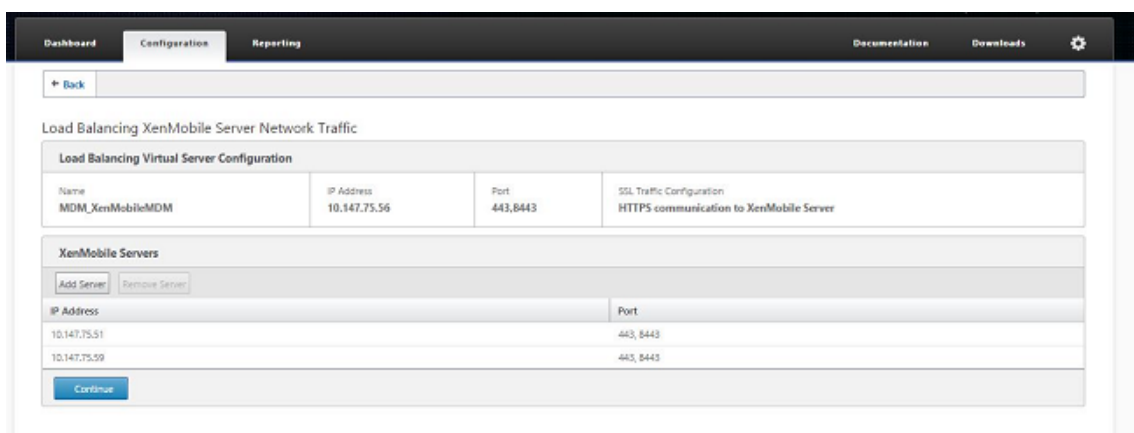 Dashboard Configuration Reporting Documentation Downloads
Back
Load Balancing XenMobile Server Network Traffic
Load Balancing Virtual Server Configuration
Name IP Address Port SSL Traffic Configuration
MDM_XenMobileMDM 10.147.75.56 443,8443 HTTPS communication to XenMobile Server
XenMobile Servers
Add Server Remove Server
IP Address Port
10.147.75.51 443, 8443
10.147.75.59 443, 8443
Continue